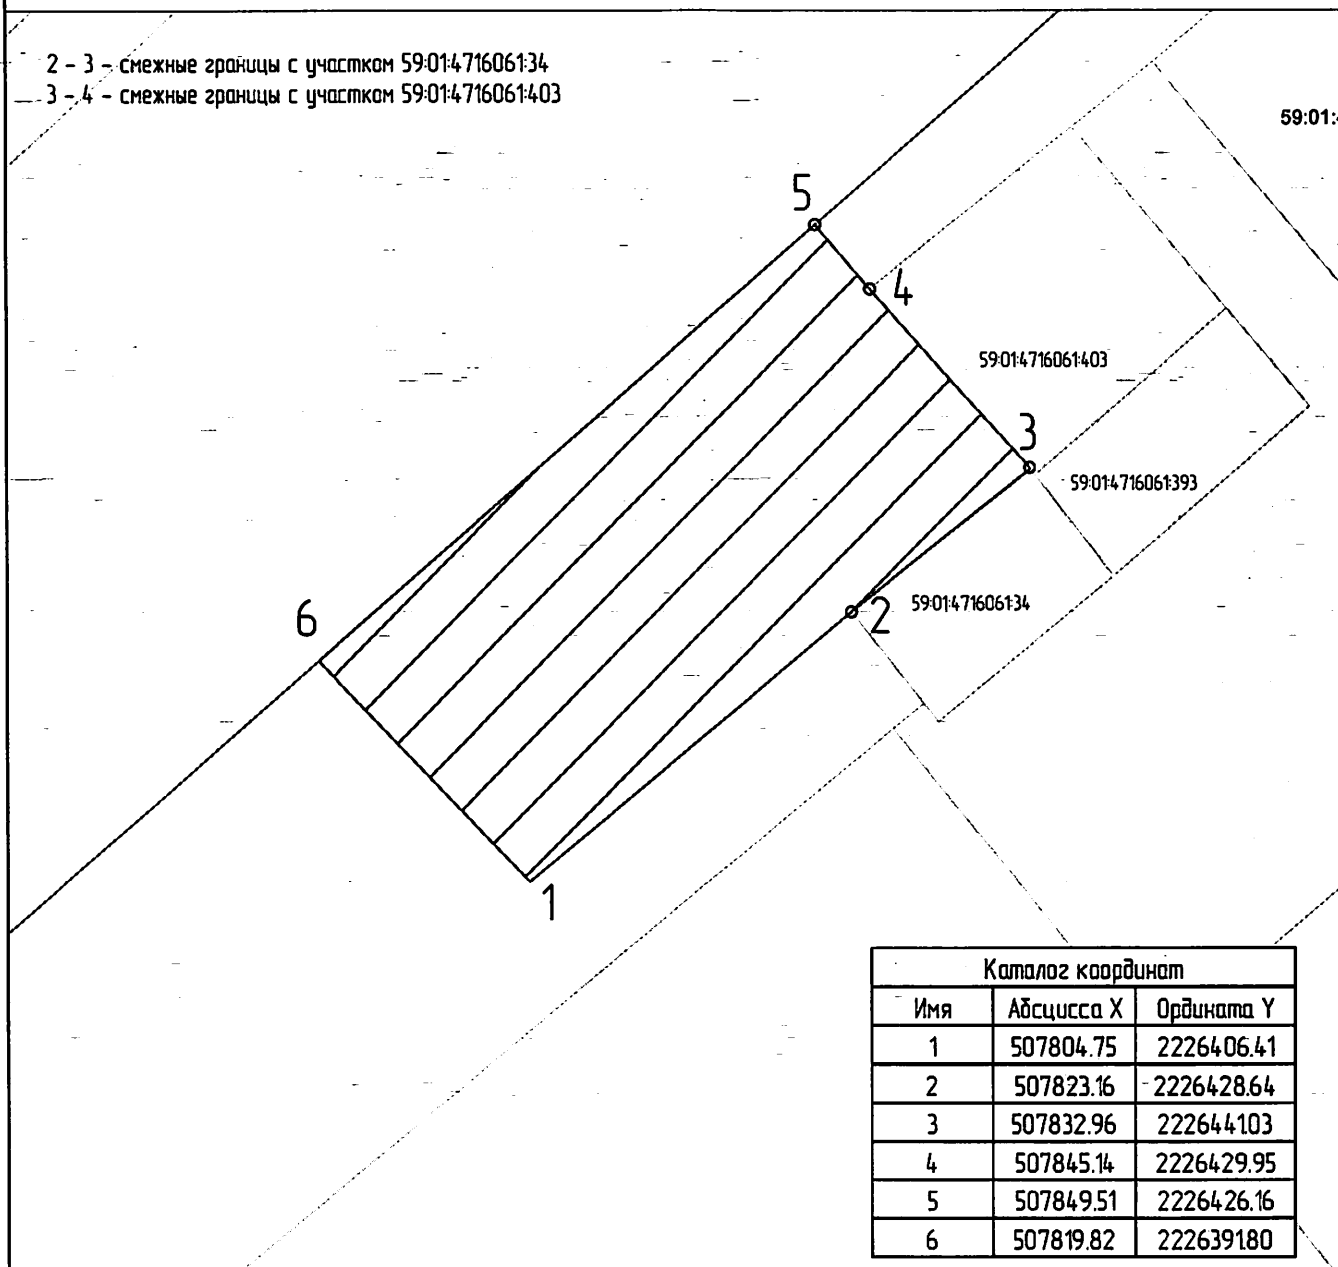 2 - 3 - смежные границы с участком 59:01:4716061:34
3 - 4 - смежные границы с участком 59:01:4716061:403
59:01:
5
4
59:01:4716061:403
3
59:01:4716061:393
59:01:4716061:34
2
6
1
Каталог координат
Имя Абсцисса X Ордината Y
1 507804.75 2226406.41
2 507823.16 2226428.64
3 507832.96 2226441.03
4 507845.14 2226429.95
5 507849.51 2226426.16
6 507819.82 2226391.80